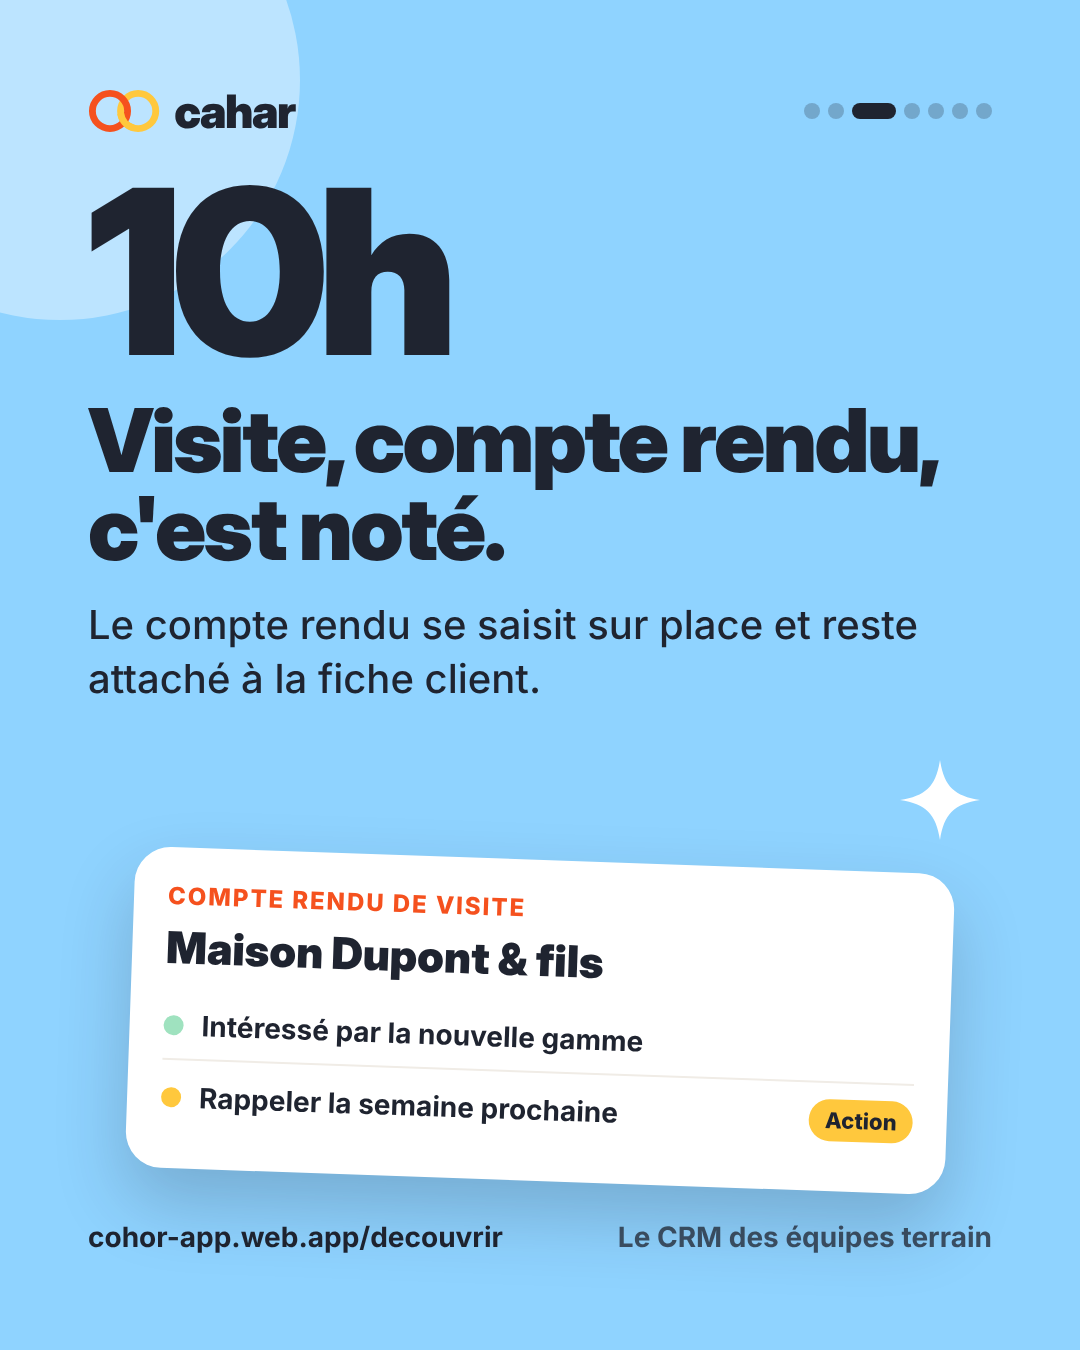 cahar
10h
Visite, compte rendu,
c'est noté.
Le compte rendu se saisit sur place et reste
attaché à la fiche client.
COMPTE RENDU DE VISITE
Maison Dupont & fils
Intéressé par la nouvelle gamme
Rappeler la semaine prochaine
Action
cohor-app.web.app/decouvrir
Le CRM des équipes terrain